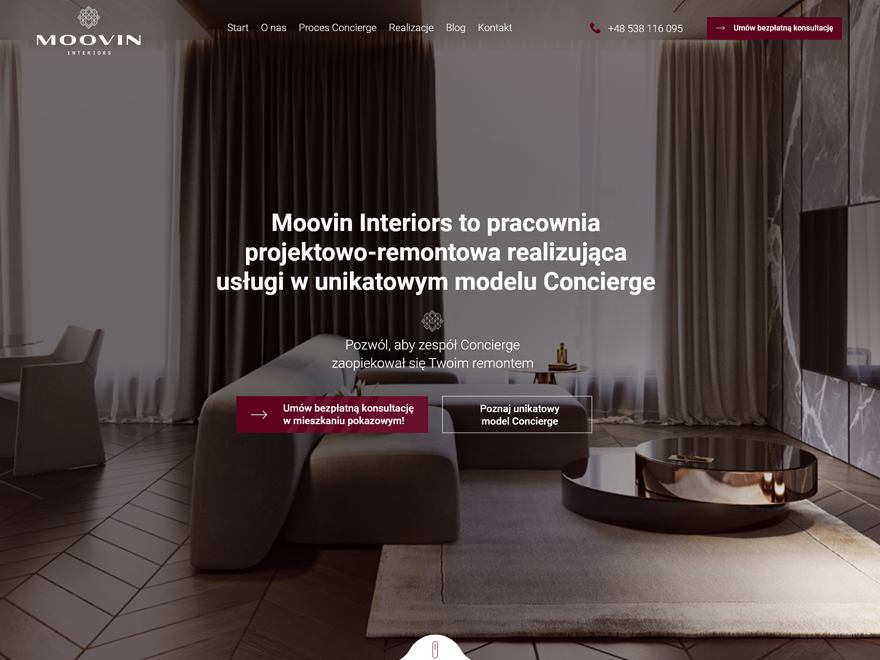 MOOVIN
INTERIORS
Start O nas Proces Concierge Realizacje Blog Kontakt
+48 538 116 095
Umów bezpłatną konsultację
Moovin Interiors to pracownia
projektowo-remontowa realizująca
usługi w unikatowym modelu Concierge
Pozwól, aby zespół Concierge
zaopiekował się Twoim remontem
Umów bezpłatną konsultację
w mieszkaniu pokazowym!
Poznaj unikatowy
model Concierge